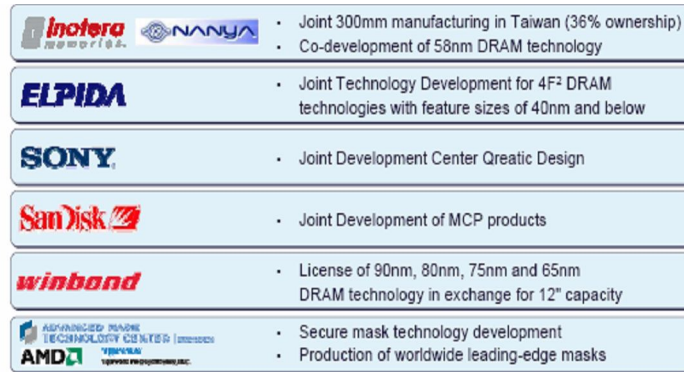 inotera
memories.
NANYA
• Joint 300mm manufacturing in Taiwan (36% ownership)
• Co-development of 58nm DRAM technology
ELPIDA
• Joint Technology Development for 4F² DRAM
technologies with feature sizes of 40nm and below
SONY
• Joint Development Center Qreatic Design
SanDisk
• Joint Development of MCP products
winbond
• License of 90nm, 80nm, 75nm and 65nm
DRAM technology in exchange for 12" capacity
ADVANCED MASK
TECHNOLOGY CENTER
AMD
• Secure mask technology development
• Production of worldwide leading-edge masks